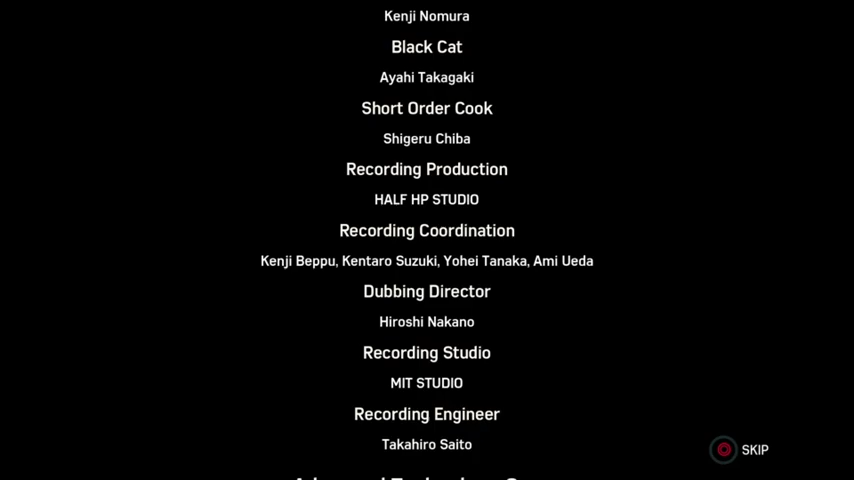 Kenji Nomura
Black Cat
Ayahi Takagaki
Short Order Cook
Shigeru Chiba
Recording Production
HALF HP STUDIO
Recording Coordination
Kenji Beppu, Kentaro Suzuki, Yohei Tanaka, Ami Ueda
Dubbing Director
Hiroshi Nakano
Recording Studio
MIT STUDIO
Recording Engineer
Takahiro Saito
SKIP